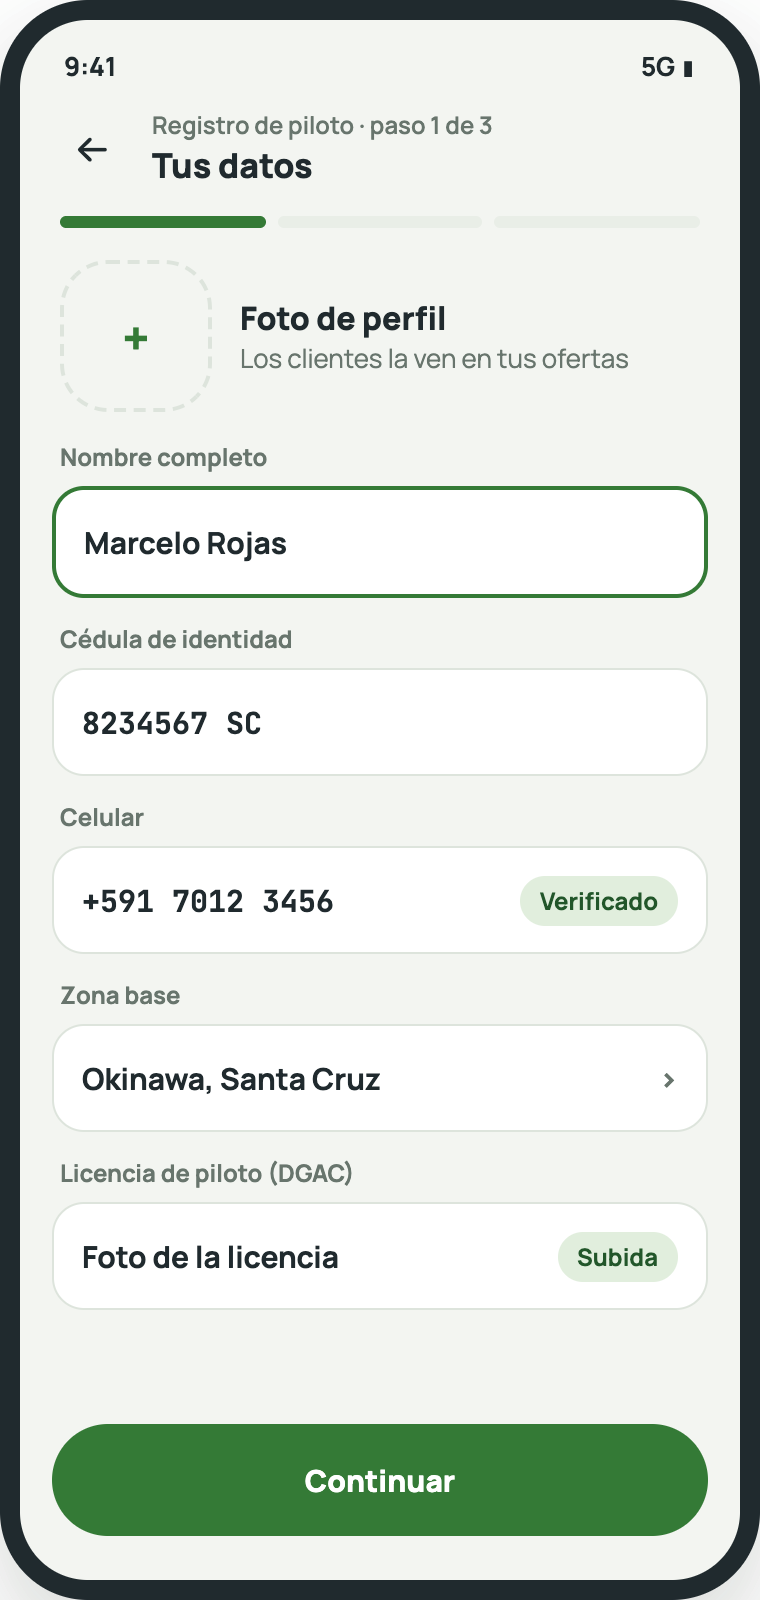 9:41
5G
Registro de piloto · paso 1 de 3
Tus datos
+
Foto de perfil
Los clientes la ven en tus ofertas
Nombre completo
Marcelo Rojas
Cédula de identidad
8234567 SC
Celular
+591 7012 3456
Verificado
Zona base
Okinawa, Santa Cruz
Licencia de piloto (DGAC)
Foto de la licencia
Subida
Continuar